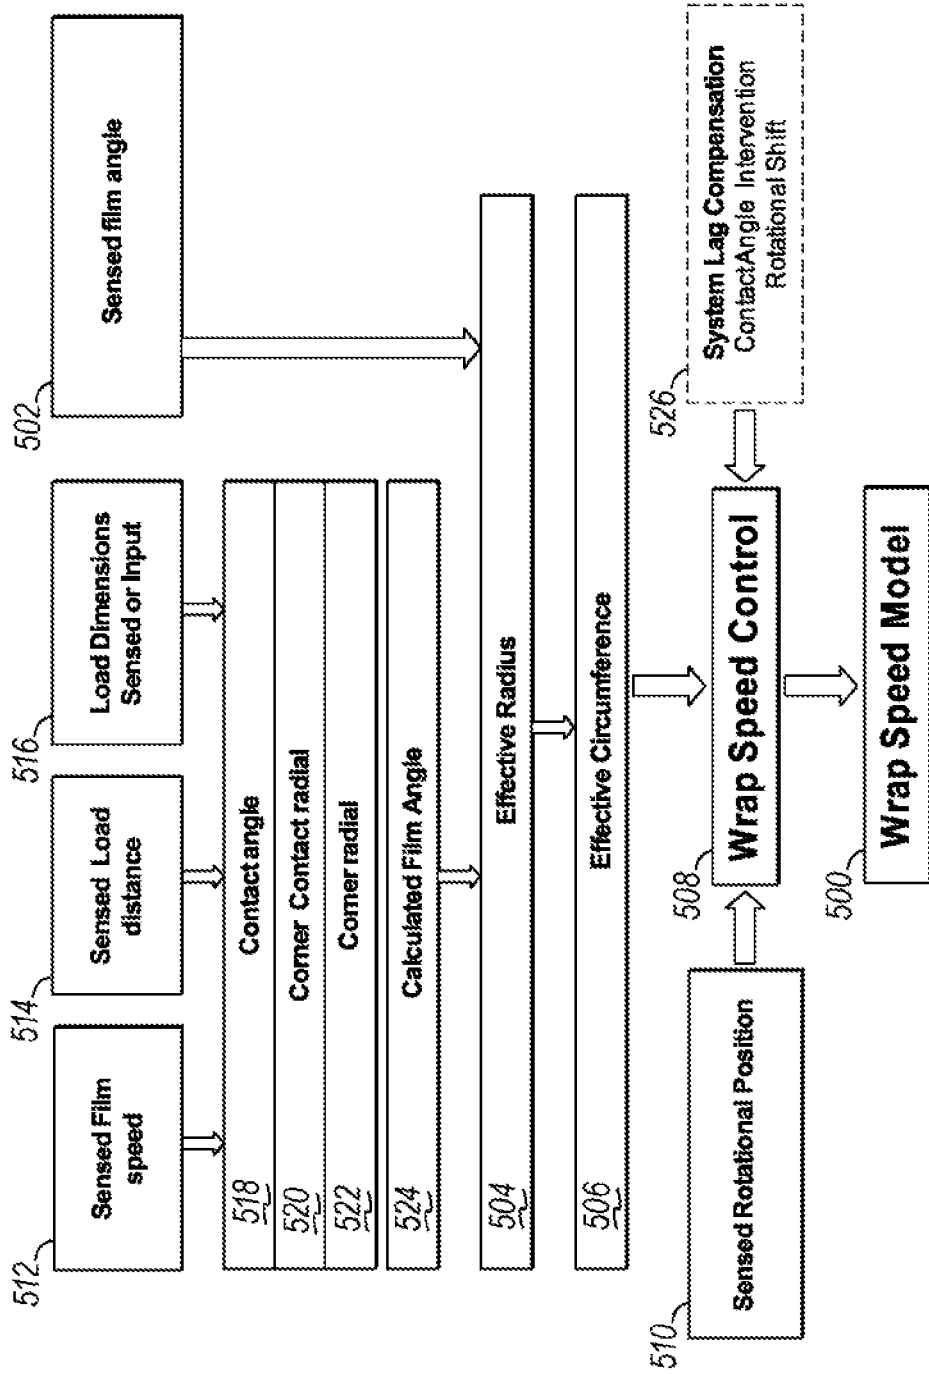 512
Sensed Film
speed
514
Sensed Load
distance
516
Load Dimensions
Sensed or Input
502
Sensed film angle
518
Contact angle
520
Corner Contact radial
522
Corner radial
524
Calculated Film Angle
504
Effective Radius
506
Effective Circumference
510
Sensed Rotational Position
508
Wrap Speed Control
526
System Lag Compensation
ContactAngle Intervention
Rotational Shift
500
Wrap Speed Model